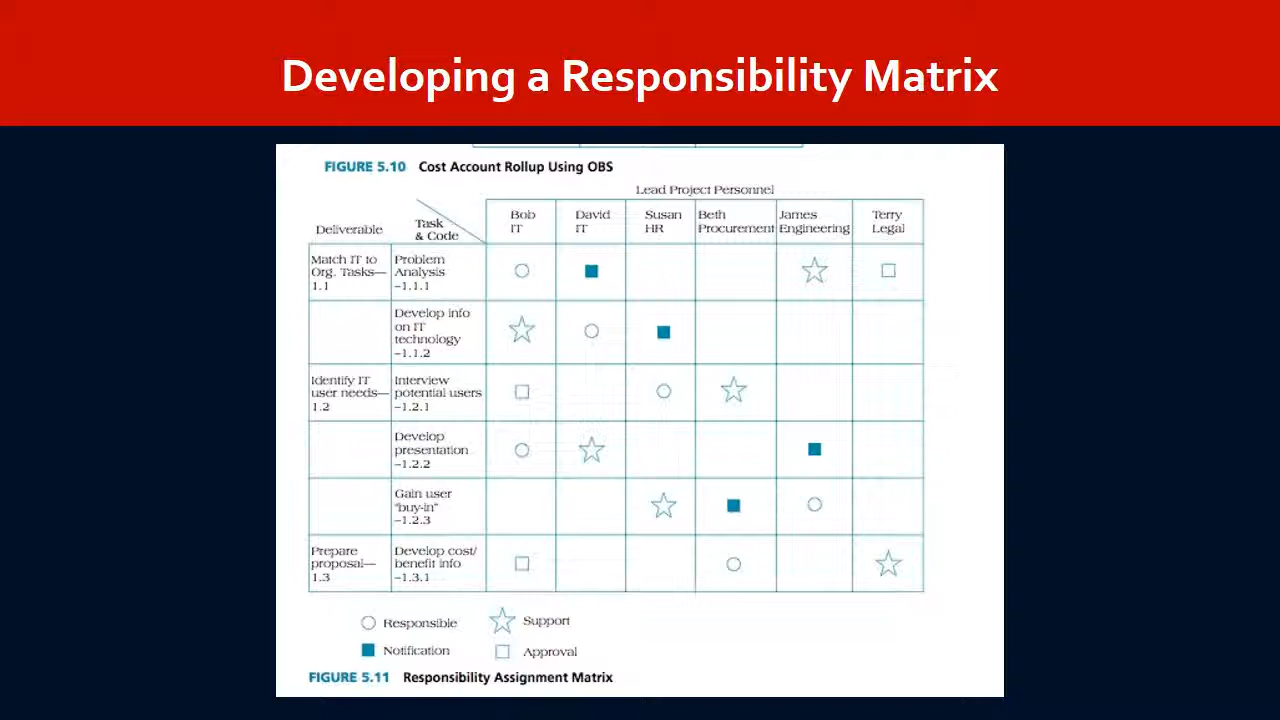 Developing a Responsibility Matrix
FIGURE 5.10 Cost Account Rollup Using OBS
Lead Project Personnel
Deliverable
Task
& Code
Bob
IT
David
IT
Susan
HR
Beth
Procurement
James
Engineering
Terry
Legal
Match IT to
Org. Tasks—
1.1
Problem
Analysis
–1.1.1
Develop info
on IT
technology
–1.1.2
Identify IT
user needs—
1.2
Interview
potential users
–1.2.1
Develop
presentation
–1.2.2
Gain user
"buy-in"
–1.2.3
Prepare
proposal—
1.3
Develop cost/
benefit info
–1.3.1
Responsible
Support
Notification
Approval
FIGURE 5.11 Responsibility Assignment Matrix